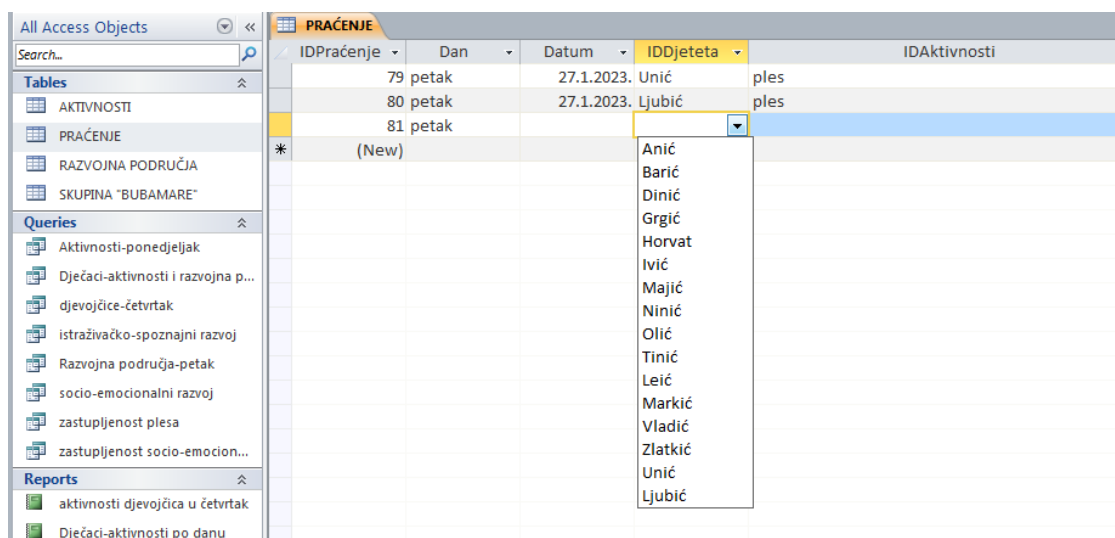 All Access Objects
Search...
Tables
AKTIVNOSTI
PRAĆENJE
RAZVOJNA PODRUČJA
SKUPINA "BUBAMARE"
Queries
Aktivnosti-ponedjeljak
Dječaci-aktivnosti i razvojna p...
djevojčice-četvrtak
istraživačko-spoznajni razvoj
Razvojna područja-petak
socio-emocionalni razvoj
zastupljenost plesa
zastupljenost socio-emocion...
Reports
aktivnosti djevojčica u četvrtak
Dječaci-aktivnosti po danu
PRAĆENJE
IDPraćenje Dan Datum IDDjeteta IDAktivnosti
79 petak 27.1.2023. Unić ples
80 petak 27.1.2023. Ljubić ples
81 petak
(New)
Anić
Barić
Dinić
Grgić
Horvat
Ivić
Majić
Ninić
Olić
Tinić
Leić
Markić
Vladić
Zlatkić
Unić
Ljubić